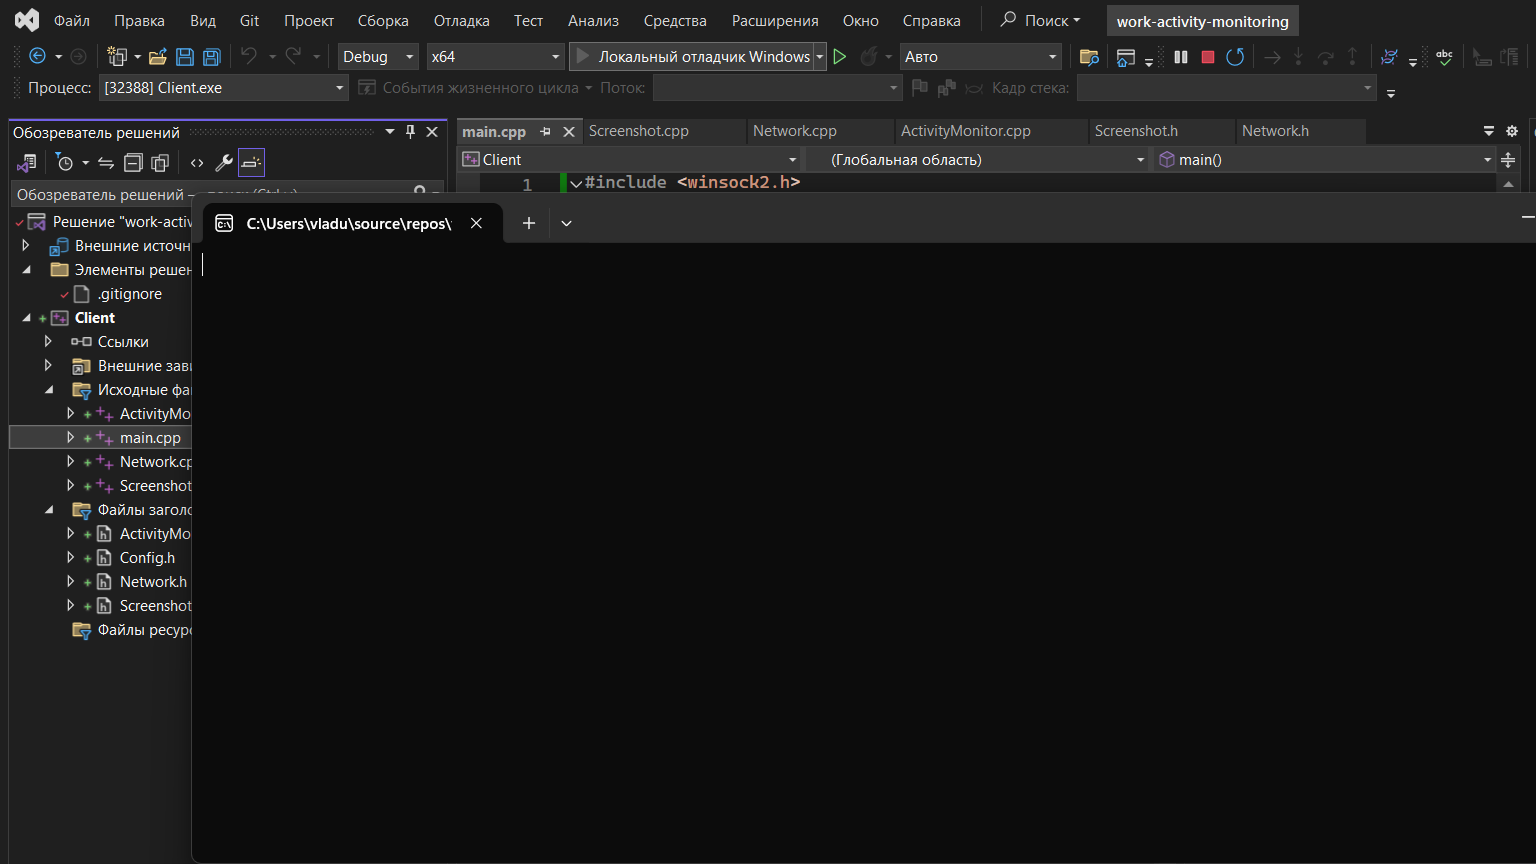 Файл Правка Вид Git Проект Сборка Отладка Тест Анализ Средства Расширения Окно Справка Поиск work-activity-monitoring
Debug x64 Локальный отладчик Windows Авто
Процесс: [32388] Client.exe События жизненного цикла Поток: Кадр стека:
Обозреватель решений
main.cpp Screenshot.cpp Network.cpp ActivityMonitor.cpp Screenshot.h Network.h
Client (Глобальная область) main()
Обозреватель решений —
1 #include <winsock2.h>
Решение "work-activ
C:\Users\vladu\source\repos\
Внешние источн
Элементы решен
.gitignore
Client
Ссылки
Внешние зави
Исходные фа
ActivityMo
main.cpp
Network.cp
Screenshot
Файлы заголо
ActivityMo
Config.h
Network.h
Screenshot
Файлы ресурс